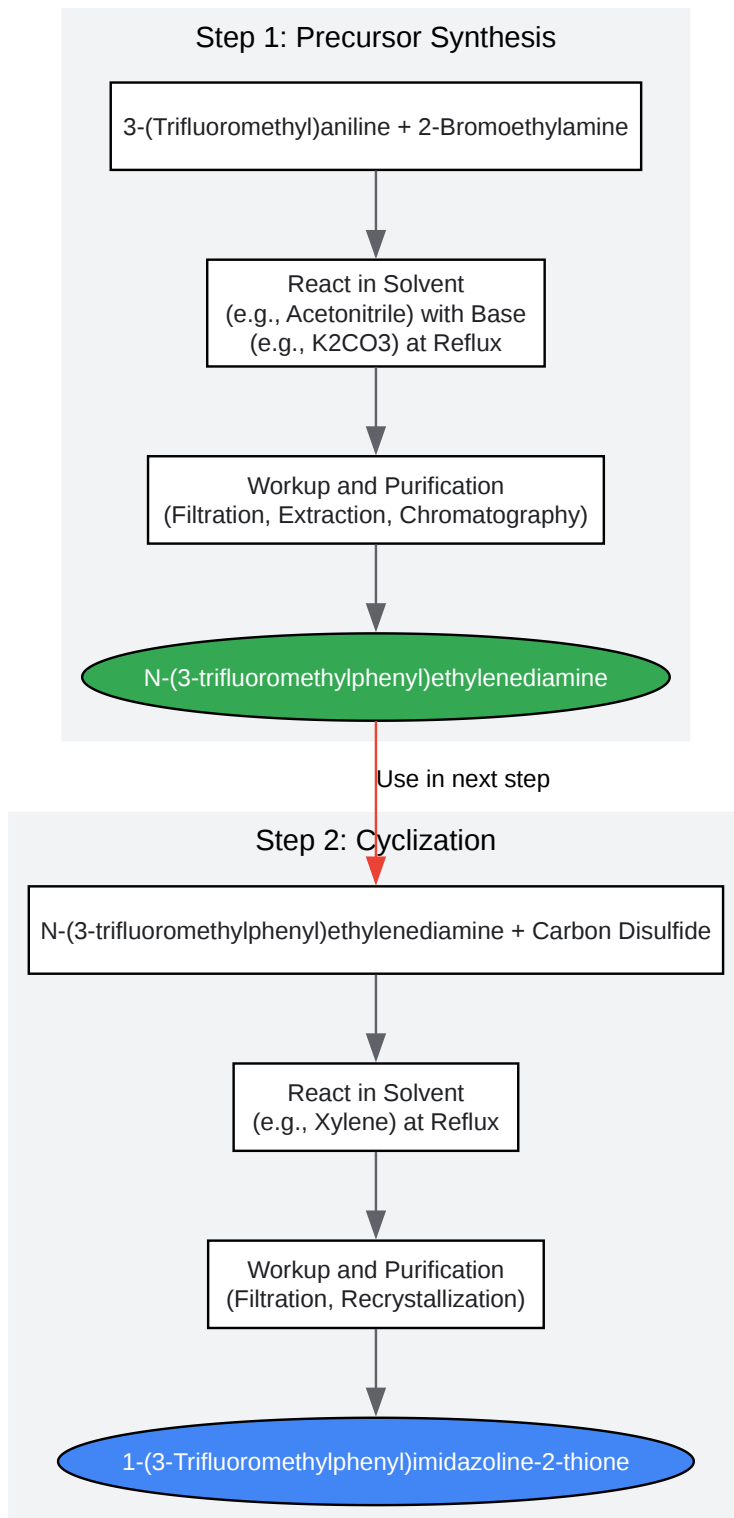 Step 1: Precursor Synthesis
3-(Trifluoromethyl)aniline + 2-Bromoethylamine
React in Solvent
(e.g., Acetonitrile) with Base
(e.g., K2CO3) at Reflux
Workup and Purification
(Filtration, Extraction, Chromatography)
N-(3-trifluoromethylphenyl)ethylenediamine
Use in next step
Step 2: Cyclization
N-(3-trifluoromethylphenyl)ethylenediamine + Carbon Disulfide
React in Solvent
(e.g., Xylene) at Reflux
Workup and Purification
(Filtration, Recrystallization)
1-(3-Trifluoromethylphenyl)imidazoline-2-thione